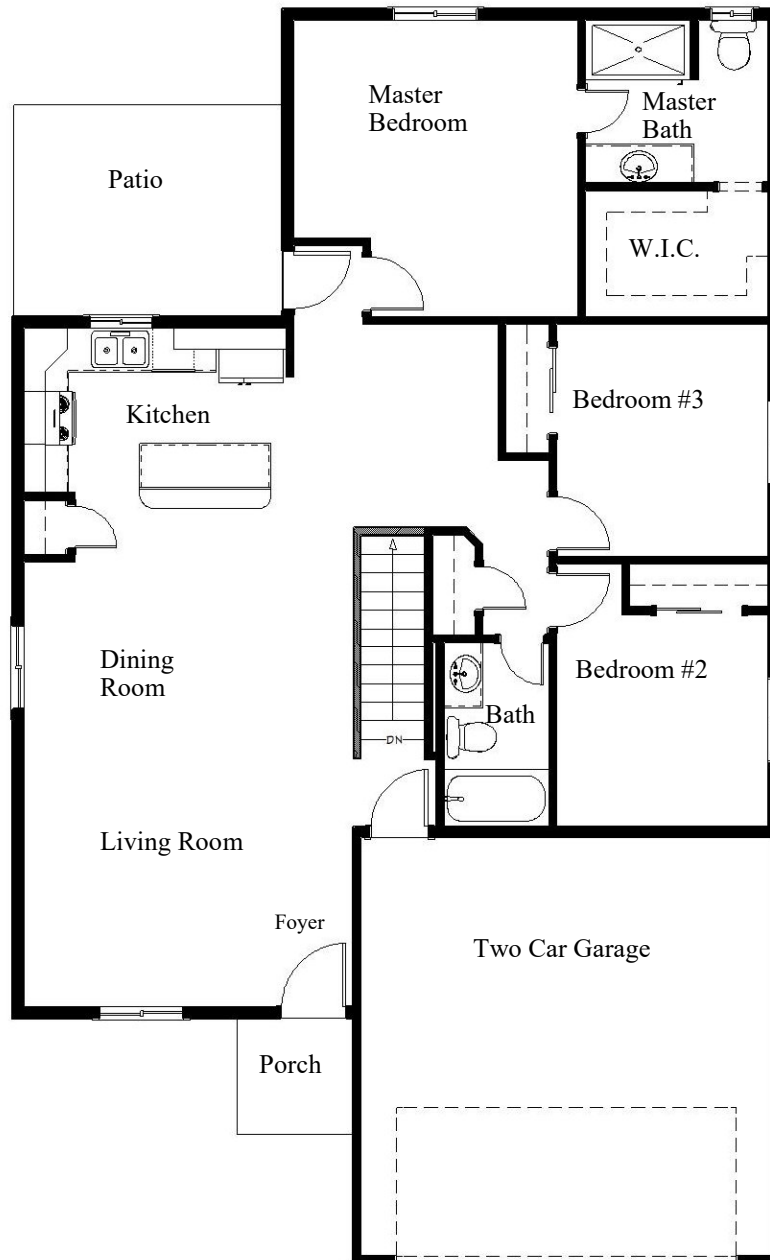 Master
Bedroom
Master
Bath
Patio
W.I.C.
Bedroom #3
Kitchen
Dining
Room
Bedroom #2
Bath
DN
Living Room
Foyer
Two Car Garage
Porch